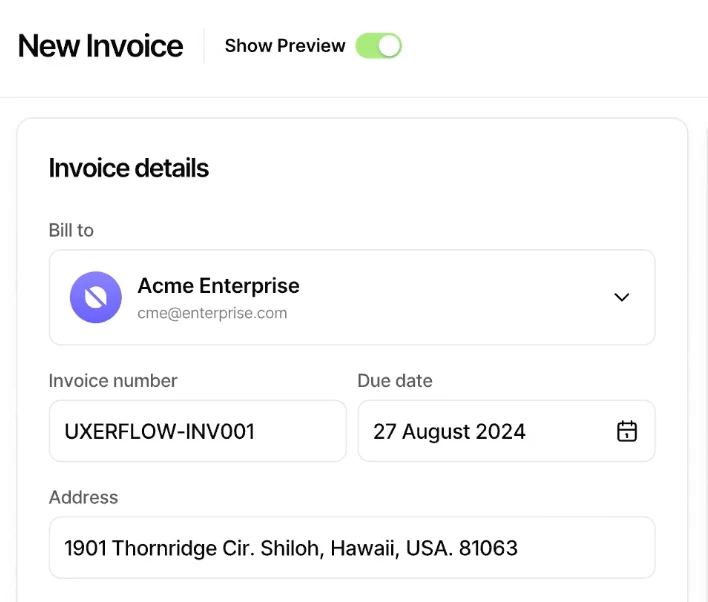 New Invoice
Show Preview
Invoice details
Bill to
Acme Enterprise
cme@enterprise.com
Invoice number
Due date
UXERFLOW-INV001
27 August 2024
Address
1901 Thornridge Cir. Shiloh, Hawaii, USA. 81063